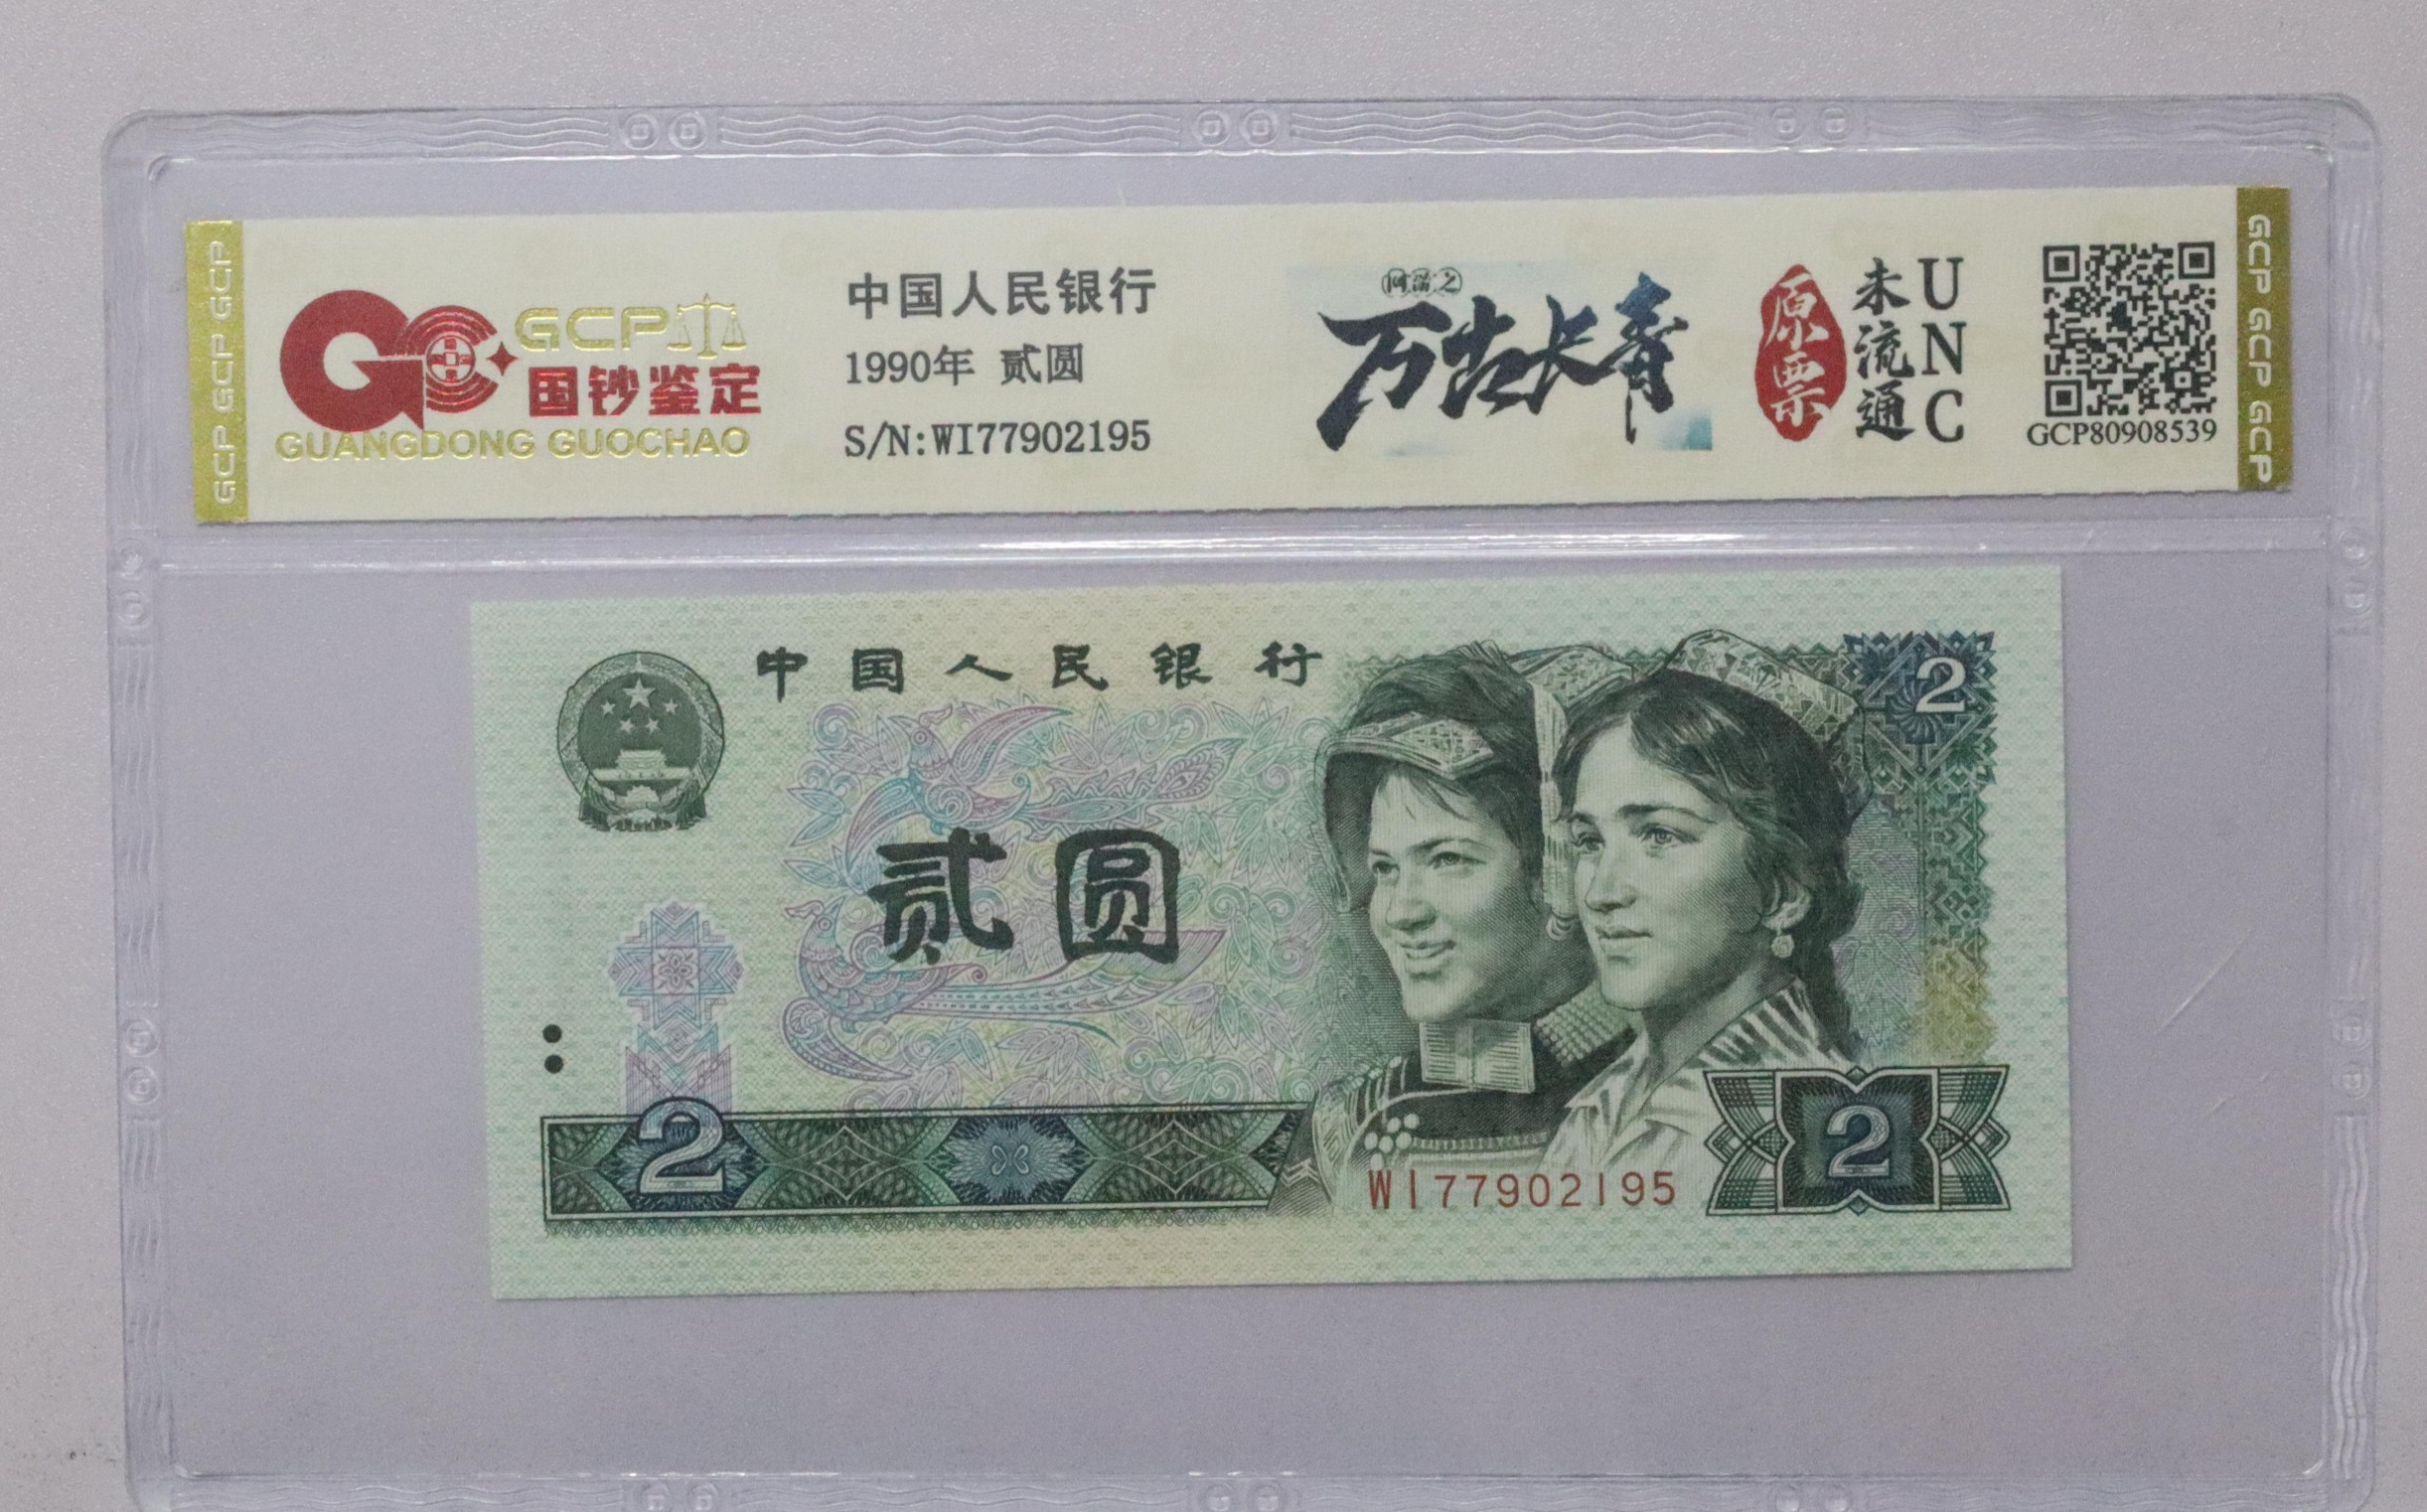 GCP GCP GCP
GCP
国钞鉴定
GUANGDONG GUOCHAO
中国人民银行
1990年 贰圆
S/N:WI77902195
万古长青
原票
未流通
UNC
GCP80908539
GCP GCP GCP
中国人民银行
2
贰圆
2
WI77902195
2